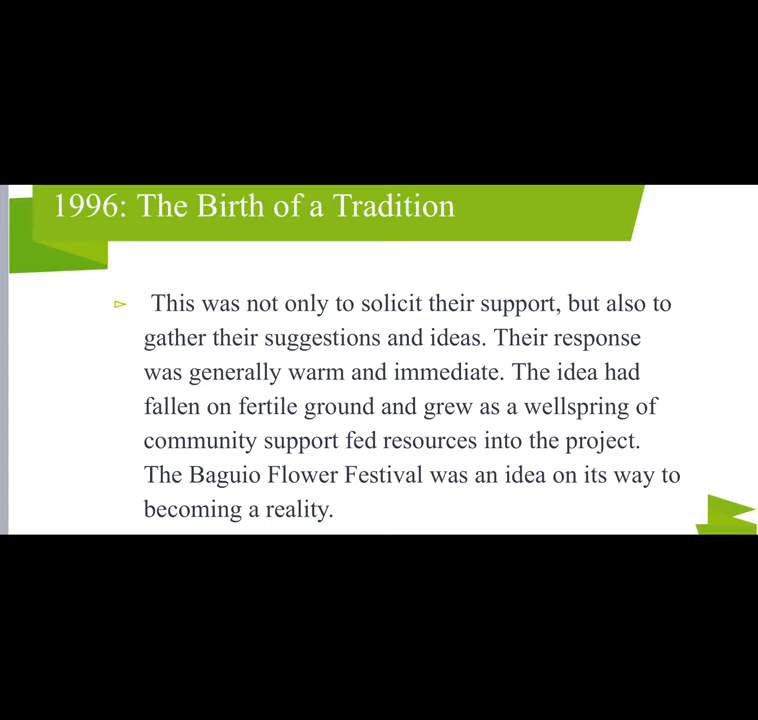 1996: The Birth of a Tradition
This was not only to solicit their support, but also to
gather their suggestions and ideas. Their response
was generally warm and immediate. The idea had
fallen on fertile ground and grew as a wellspring of
community support fed resources into the project.
The Baguio Flower Festival was an idea on its way to
becoming a reality.